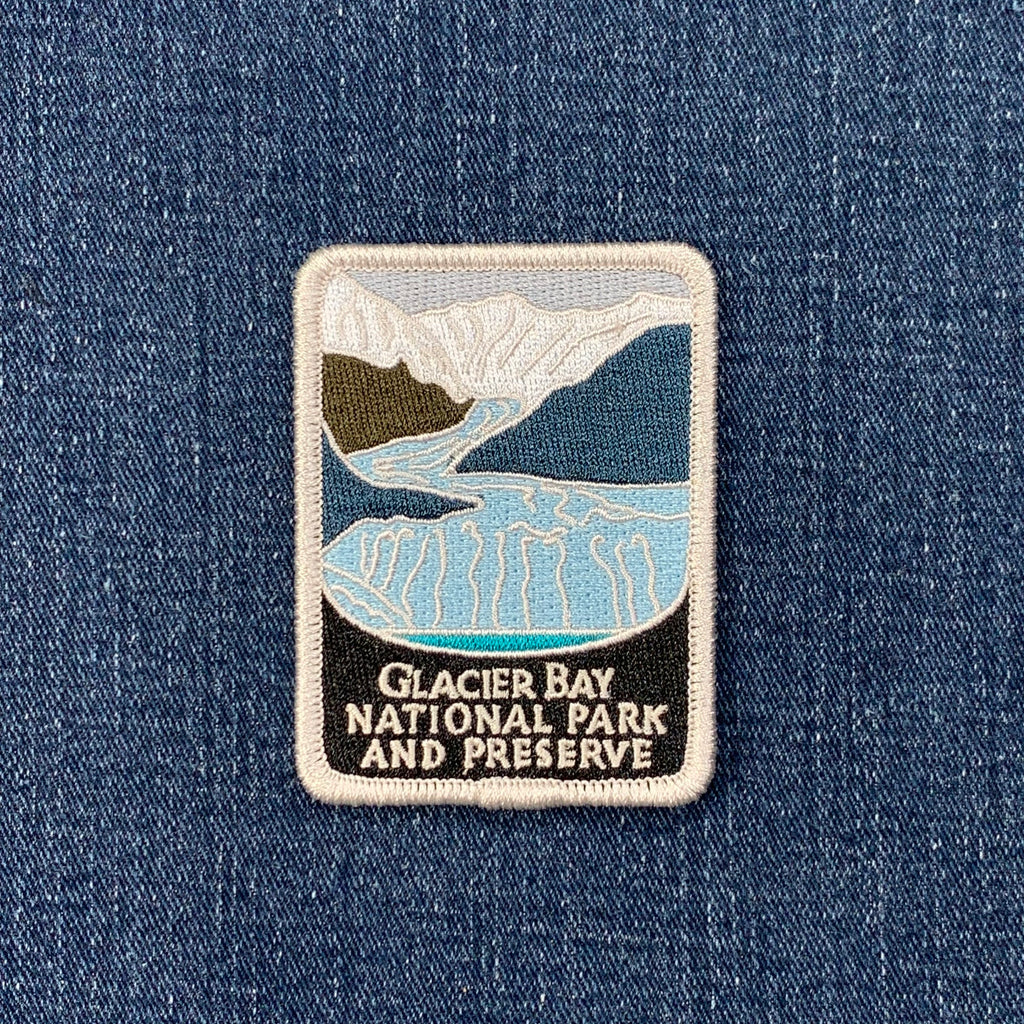 GLACIER BAY
NATIONAL PARK
AND PRESERVE